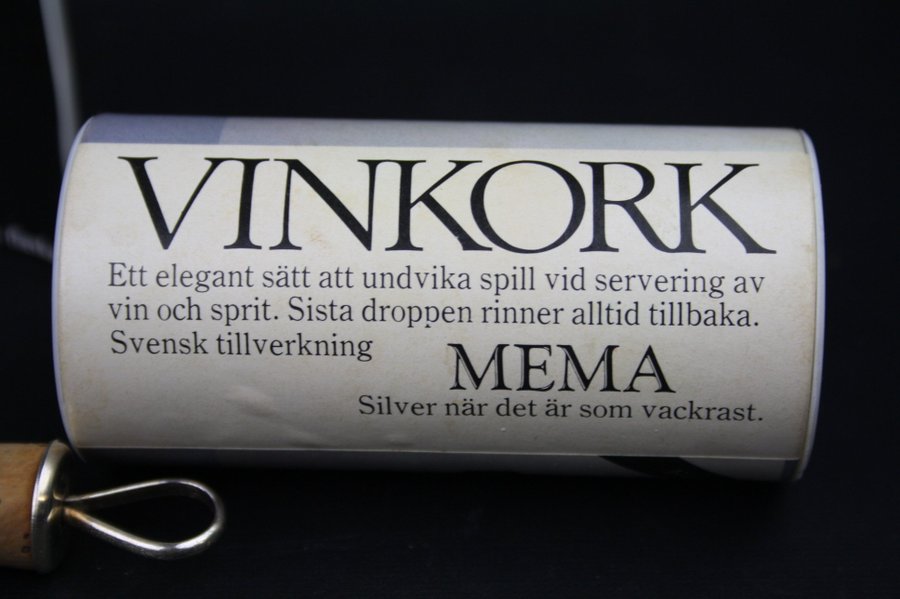 VINKORK
Ett elegant sätt att undvika spill vid servering av
vin och sprit. Sista droppen rinner alltid tillbaka.
Svensk tillverkning
MEMA
Silver när det är som vackrast.